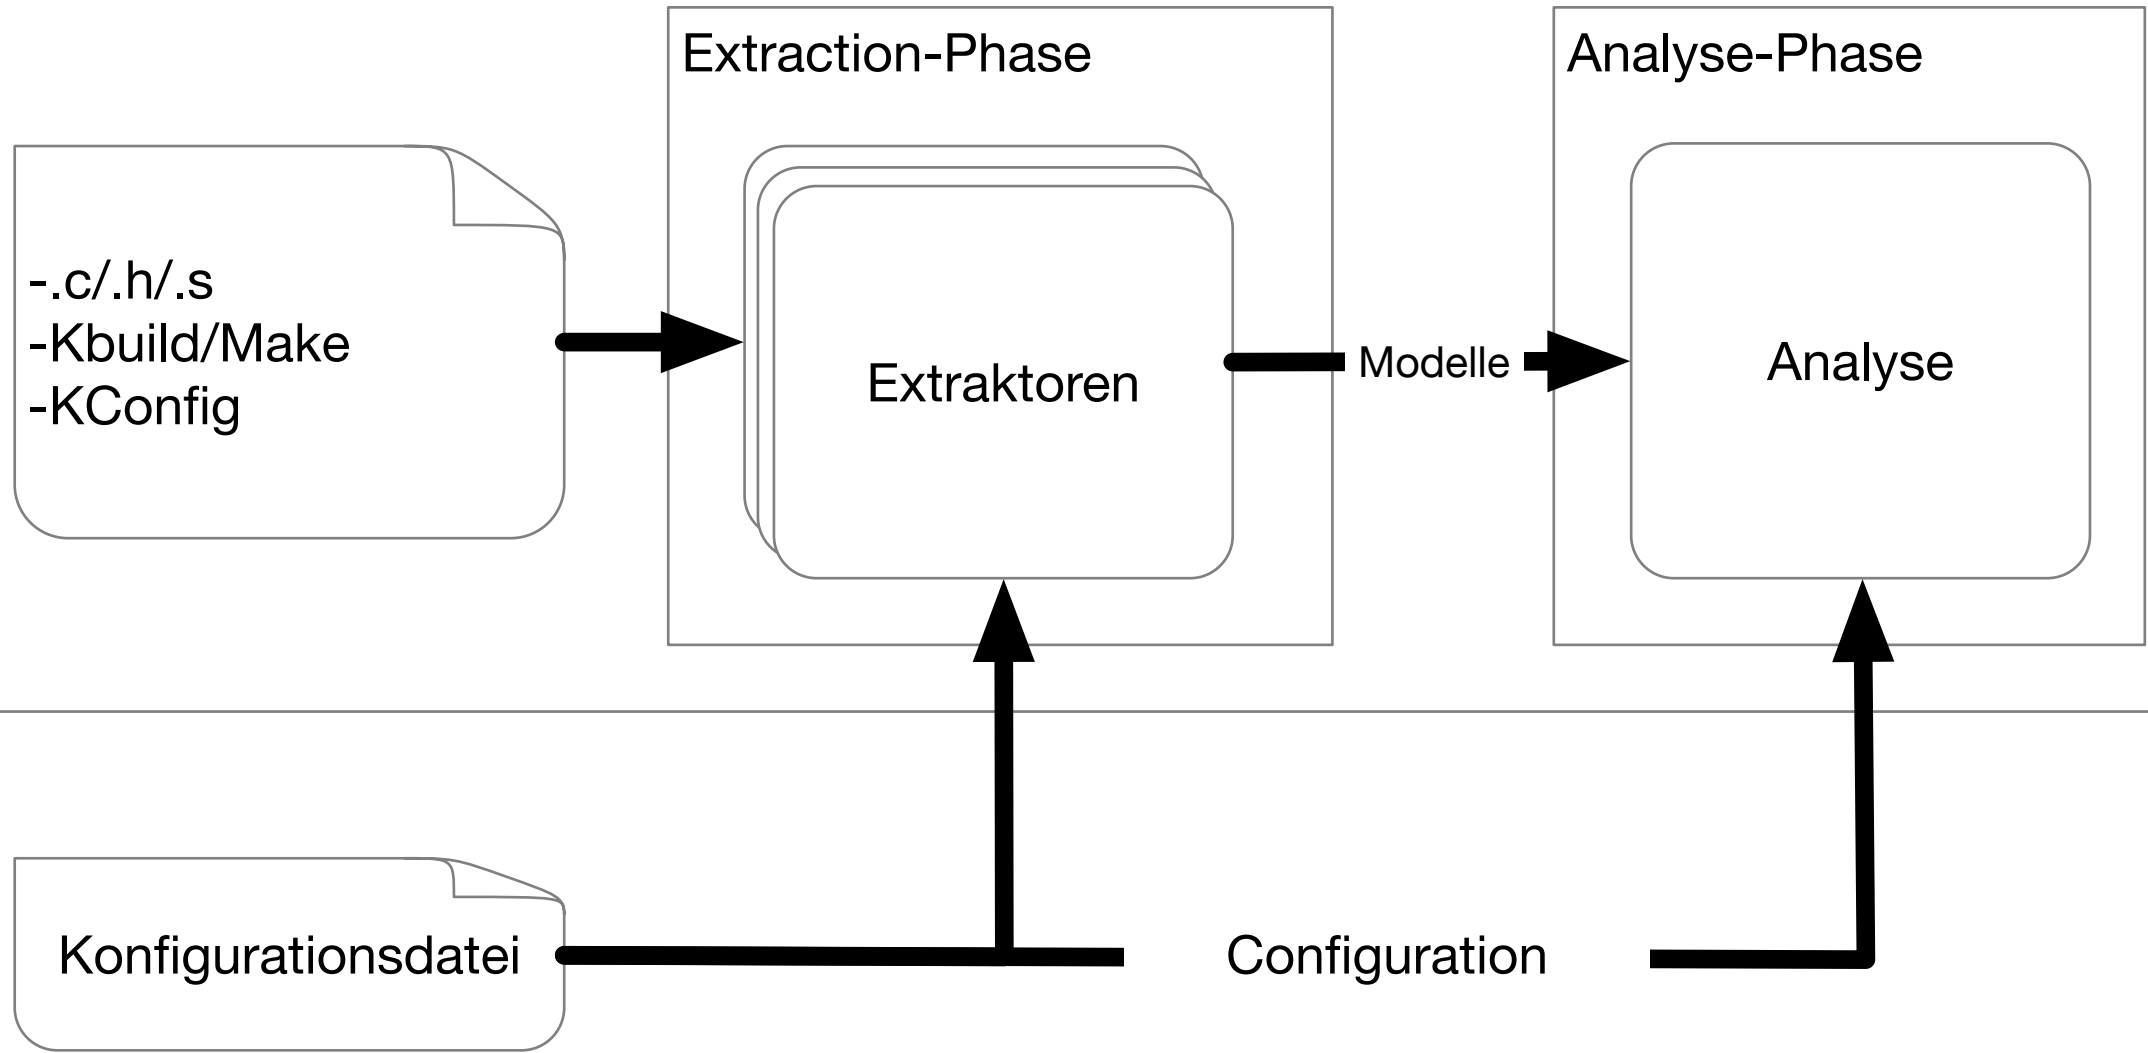 Extraction-Phase
Analyse-Phase
-.c/.h/.s
-Kbuild/Make
-KConfig
Extraktoren
Modelle
Analyse
Konfigurationsdatei
Configuration